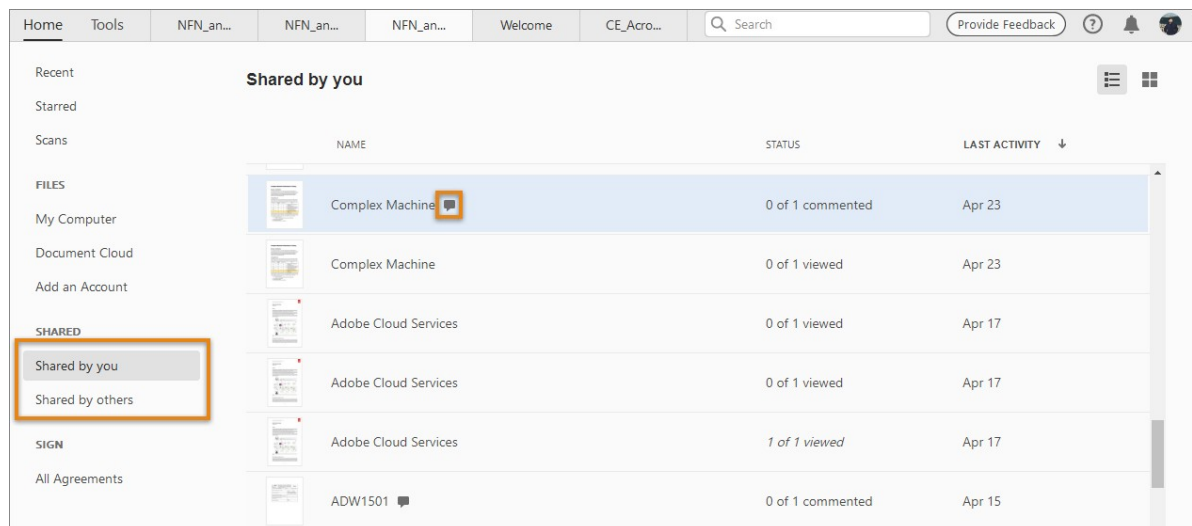 Home Tools NFN_an... NFN_an... NFN_an... Welcome CE_Acro... Search Provide Feedback ?
Recent
Starred
Scans
FILES
My Computer
Document Cloud
Add an Account
SHARED
Shared by you
Shared by others
SIGN
All Agreements
Shared by you
NAME STATUS LAST ACTIVITY
Complex Machine 0 of 1 commented Apr 23
Complex Machine 0 of 1 viewed Apr 23
Adobe Cloud Services 0 of 1 viewed Apr 17
Adobe Cloud Services 0 of 1 viewed Apr 17
Adobe Cloud Services 1 of 1 viewed Apr 17
ADW1501 0 of 1 commented Apr 15